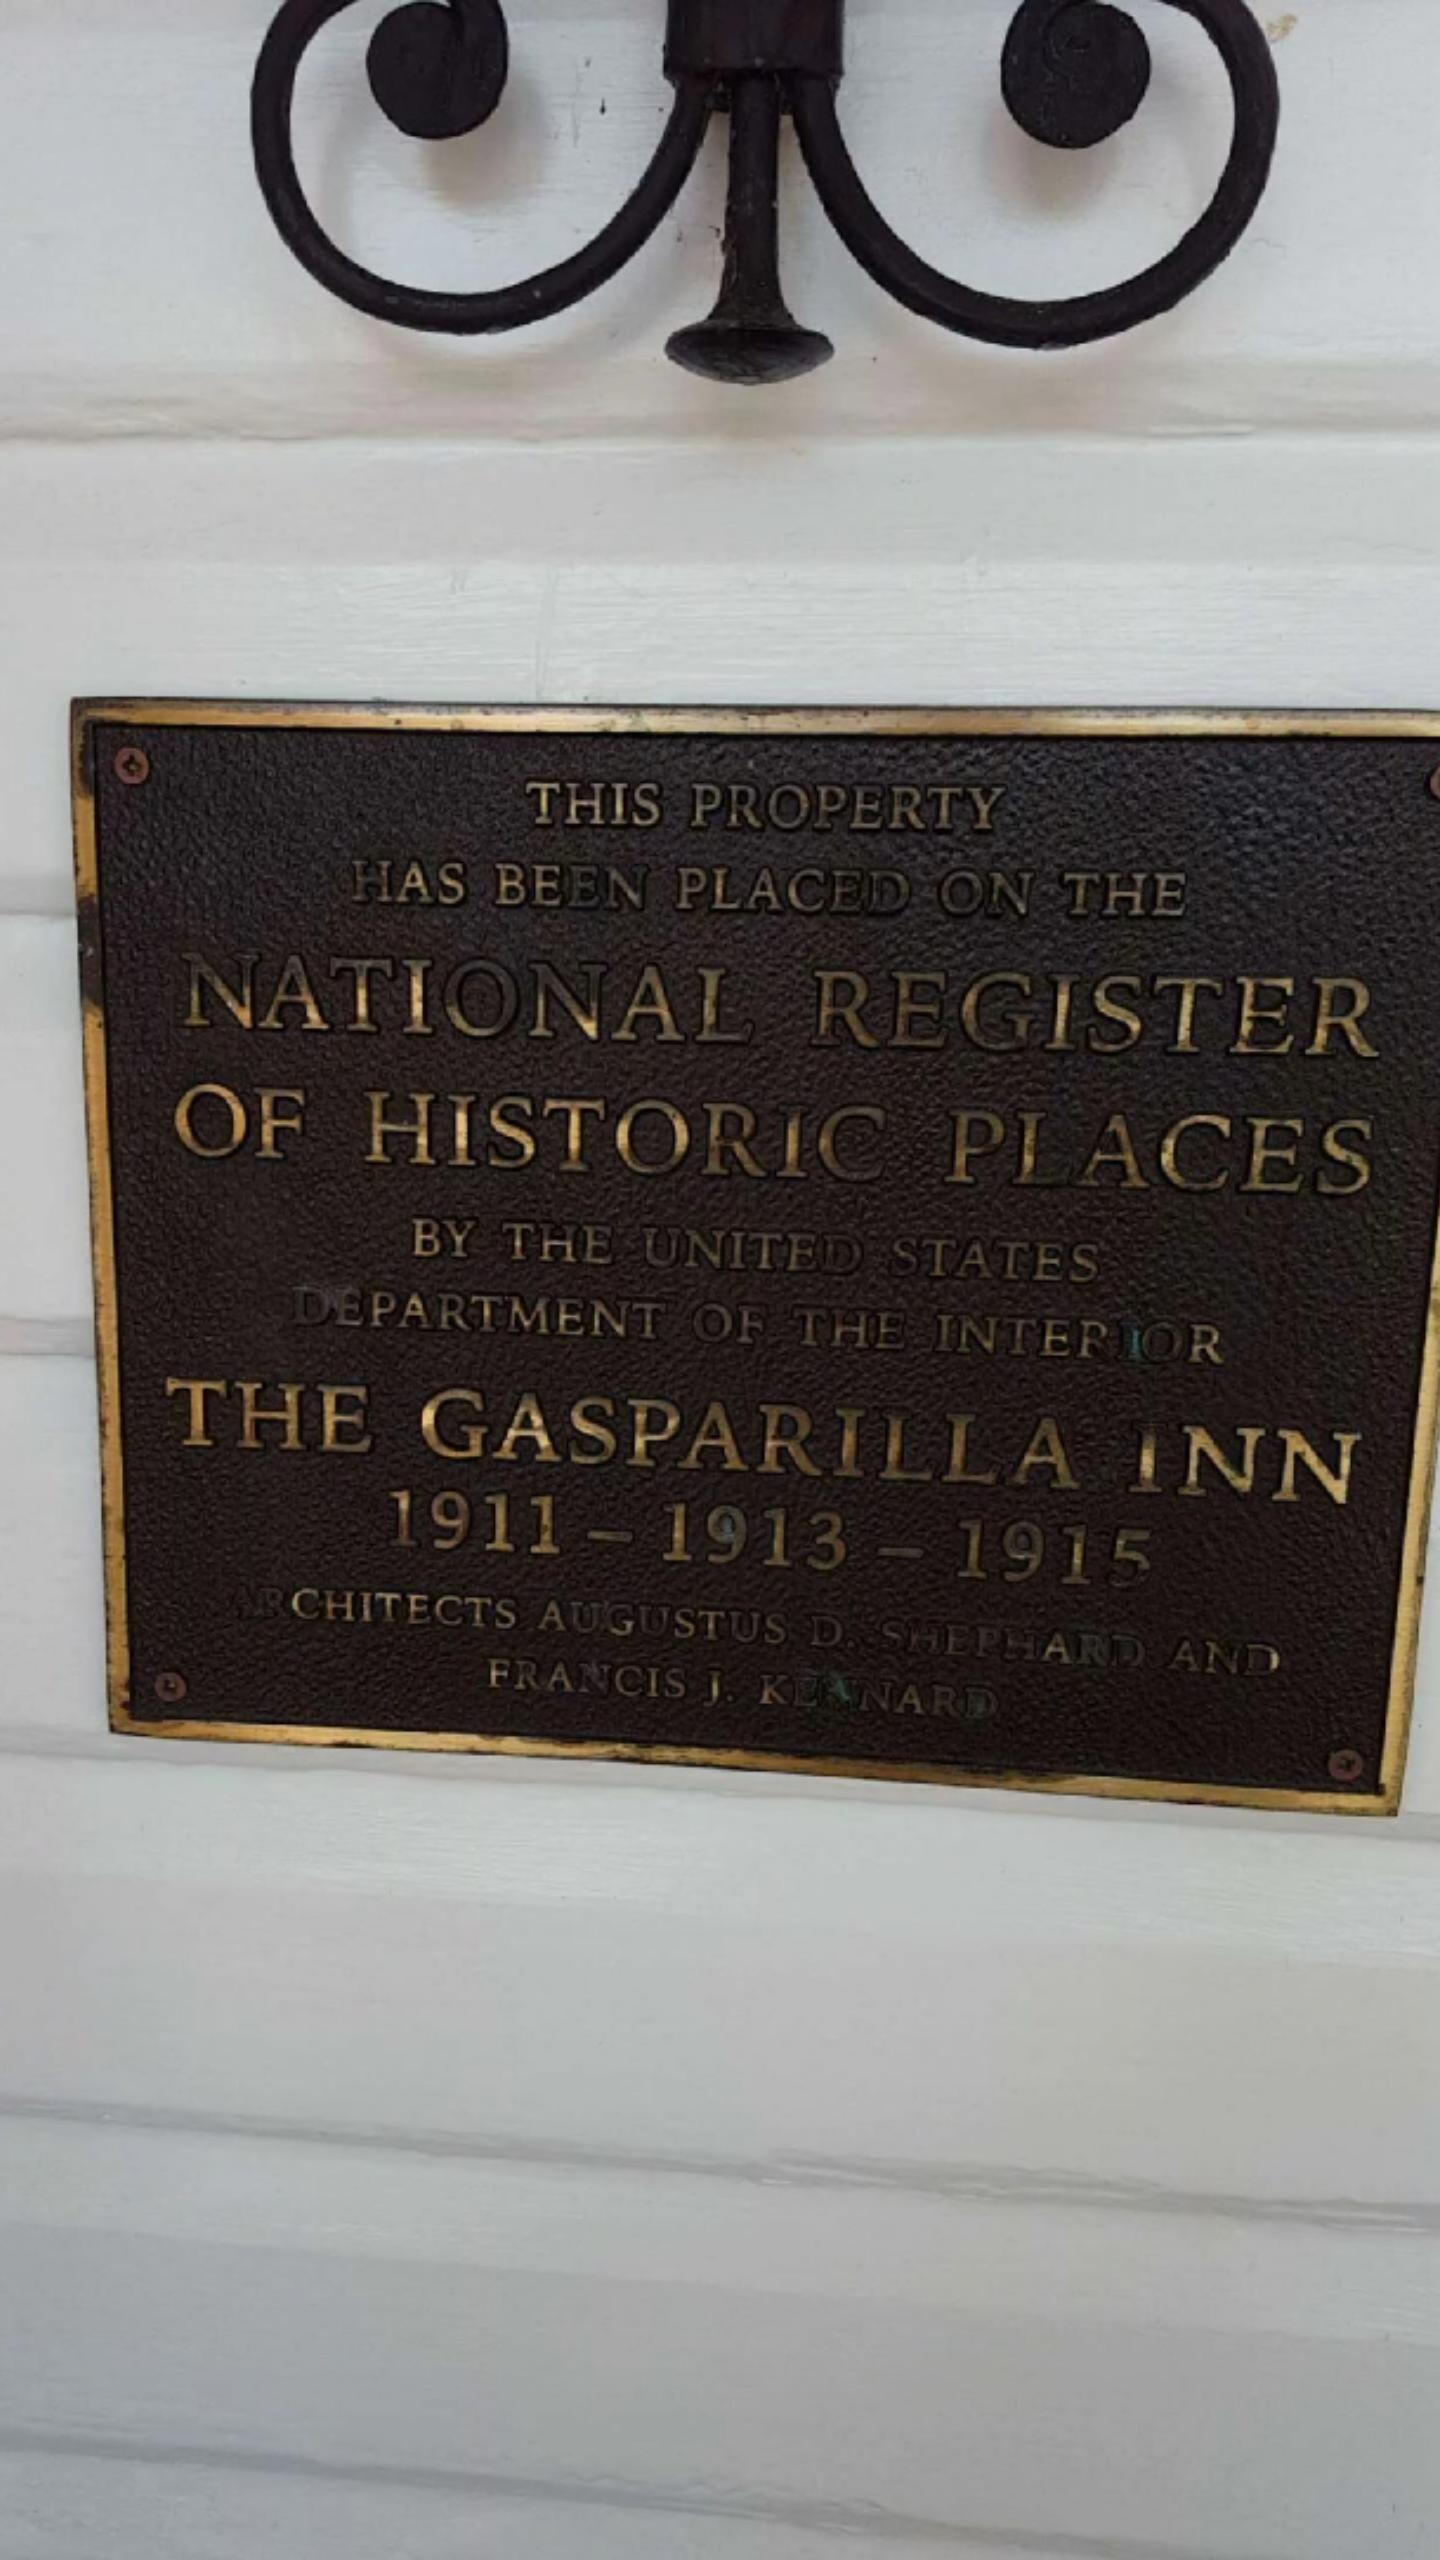 THIS PROPERTY
HAS BEEN PLACED ON THE
NATIONAL REGISTER
OF HISTORIC PLACES
BY THE UNITED STATES
DEPARTMENT OF THE INTERIOR
THE GASPARILLA INN
1911 – 1913 – 1915
ARCHITECTS AUGUSTUS D. SHEPHARD AND
FRANCIS J. KENNARD